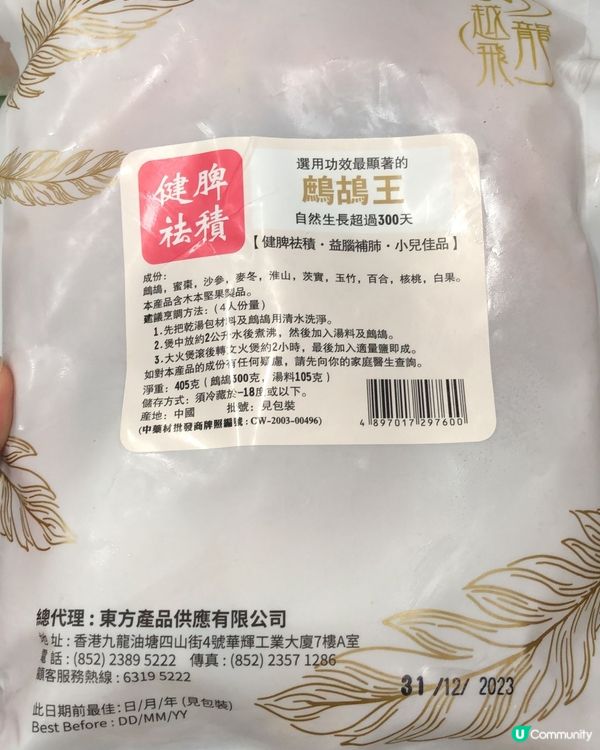 越龍飛
健脾
祛積
選用功效最顯著的
鷓鴣王
自然生長超過300天
【健脾祛積・益腦補肺・小兒佳品】
成份:
鷓鴣，蜜棗，沙參，麥冬，淮山，茨實，玉竹，百合，核桃，白果。
本產品含木本堅果製品。
建議烹調方法:（4人份量）
1.先把乾湯包材料及鷓鴣用清水洗淨。
2.煲中放約2公升水後煮沸，然後加入湯料及鷓鴣。
3.大火煲滾後轉文火煲約2小時，最後加入適量鹽即成。
如對本產品的成份有任何疑慮，請先向你的家庭醫生查詢。
淨重: 405克（鷓鴣300克，湯料105克）
儲存方式: 須冷藏於-18度或以下。
產地: 中國 批號: 見包裝
(中藥材批發商牌照編號: CW-2003-00496)
4 897017 297600
總代理 : 東方產品供應有限公司
地址 : 香港九龍油塘四山街4號華輝工業大廈7樓A室
電話 : (852) 2389 5222 傳真 : (852) 2357 1286
顧客服務熱線 : 6319 5222
31 /12/ 2023
此日期前最佳: 日/月/年 (見包裝)
Best Before : DD/MM/YY
U Community